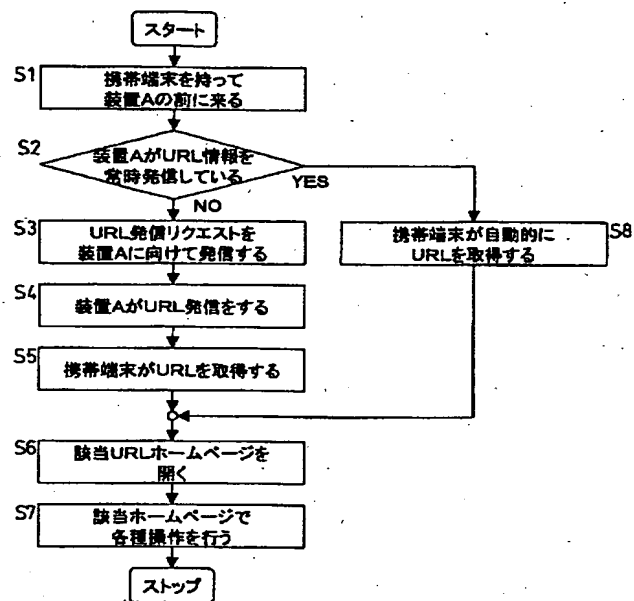 スタート
S1
携帯端末を持って
装置Aの前に来る
S2
装置AがURL情報を
常時発信している
YES
NO
S3
URL発信リクエストを
装置Aに向けて発信する
S8
携帯端末が自動的に
URLを取得する
S4
装置AがURL発信をする
S5
携帯端末がURLを取得する
S6
該当URLホームページを
開く
S7
該当ホームページで
各種操作を行う
ストップ